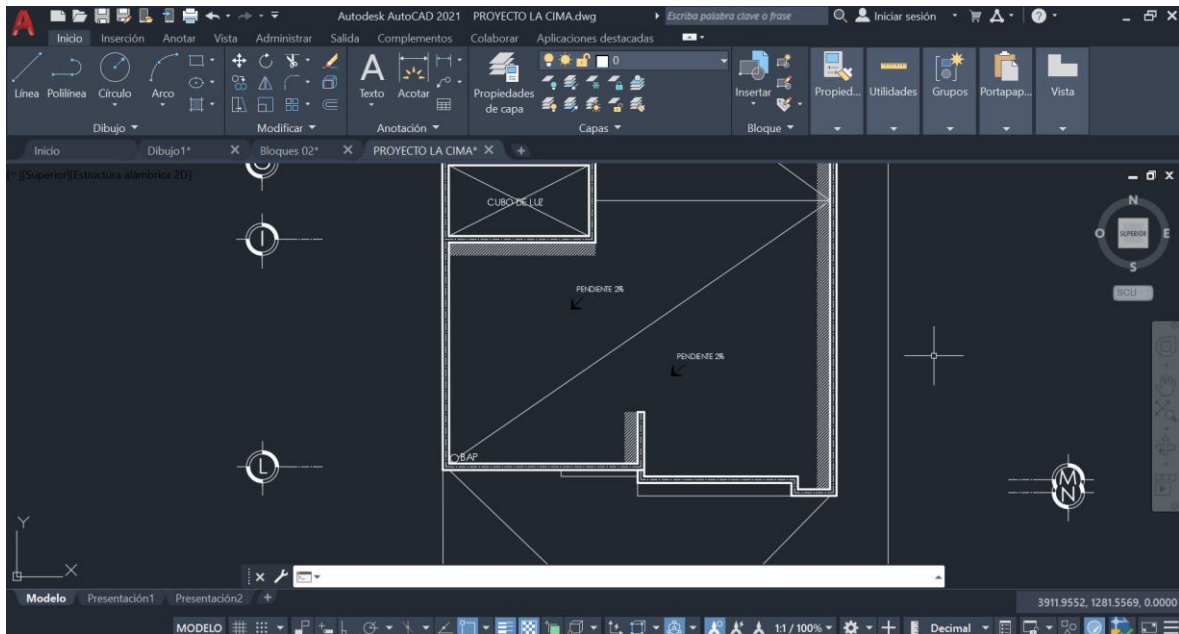 Autodesk AutoCAD 2021 PROYECTO LA CIMA.dwg Escriba palabra clave o frase Iniciar sesión
Inicio Inserción Anotar Vista Administrar Salida Complementos Colaborar Aplicaciones destacadas
0
Línea Polilínea Círculo Arco Texto Acotar Propiedades de capa Insertar Propied... Utilidades Grupos Portapap... Vista
Dibujo Modificar Anotación Capas Bloque
Inicio Dibujo1* Bloques 02* PROYECTO LA CIMA*
[−][Superior][Estructura alámbrica 2D]
CUBO DE LUZ
N
O SUPERIOR E
S
I
SCU
PENDIENTE 2%
PENDIENTE 2%
BAP
L
M
N
Y
X
Modelo Presentación1 Presentación2 +
3911.9552, 1281.5569, 0.0000
MODELO 1:1 / 100% Decimal